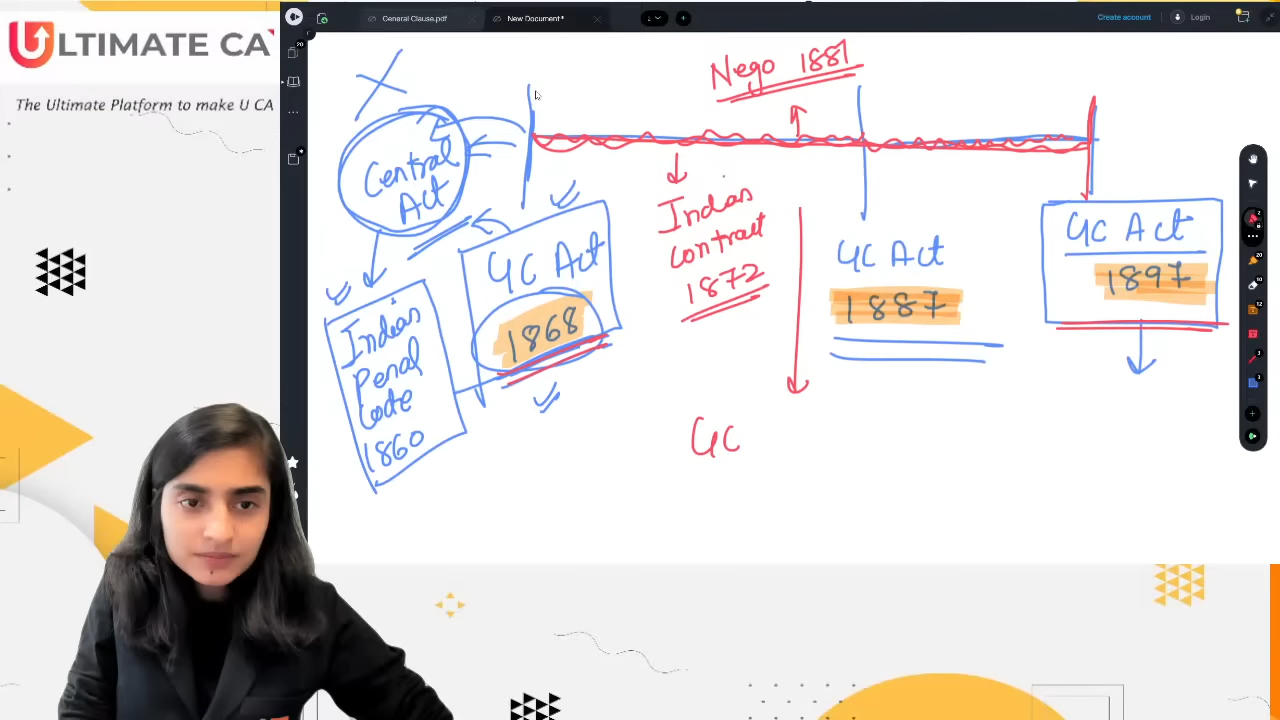 ULTIMATE CA
The Ultimate Platform to make U CA
General Clause.pdf
New Document*
Create account
Login
Nego 1881
Central
Act
GC Act
1868
Indian
Penal
Code
1860
Indian
Contract
1872
GC Act
1887
GC Act
1897
GC